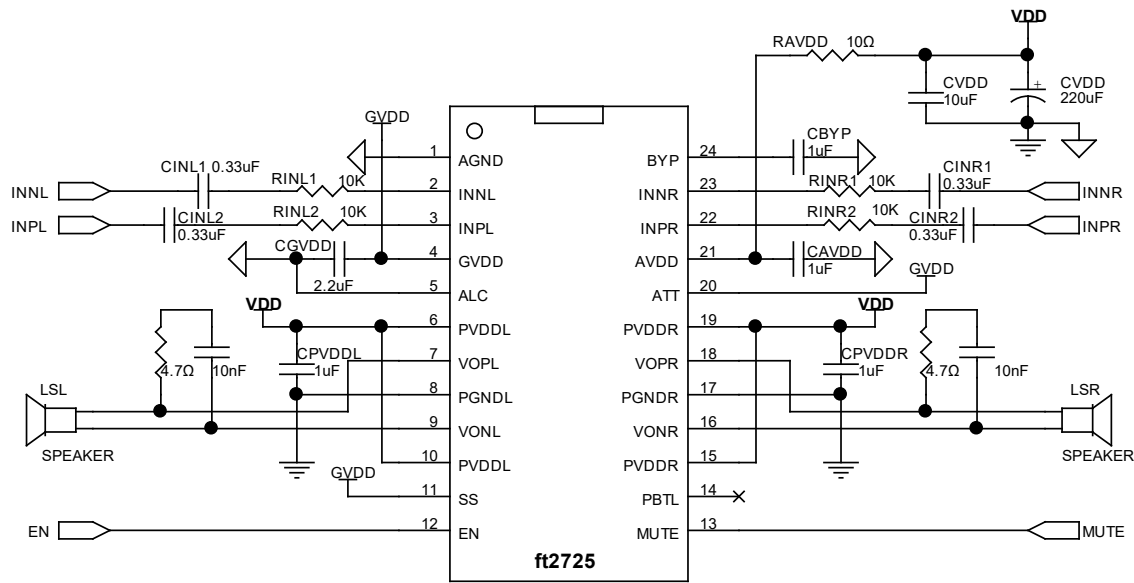 VDD
RAVDD 10Ω
CVDD
10uF
CVDD
220uF
+
GVDD
1 AGND
BYP 24
CBYP
1uF
INNL
CINL1 0.33uF
RINL1 10K
2 INNL
INNR 23
RINR1 10K
CINR1
0.33uF
INNR
INPL
CINL2
0.33uF
RINL2 10K
3 INPL
INPR 22
RINR2 10K
CINR2
0.33uF
INPR
CGVDD
2.2uF
4 GVDD
AVDD 21
CAVDD
1uF
5 ALC
ATT 20
GVDD
VDD
6 PVDDL
PVDDR 19
VDD
4.7Ω
10nF
CPVDDL
1uF
7 VOPL
VOPR 18
CPVDDR
1uF
4.7Ω
10nF
8 PGNDL
PGNDR 17
LSL
SPEAKER
9 VONL
VONR 16
LSR
SPEAKER
10 PVDDL
PVDDR 15
GVDD
11 SS
PBTL 14
EN
12 EN
MUTE 13
MUTE
ft2725